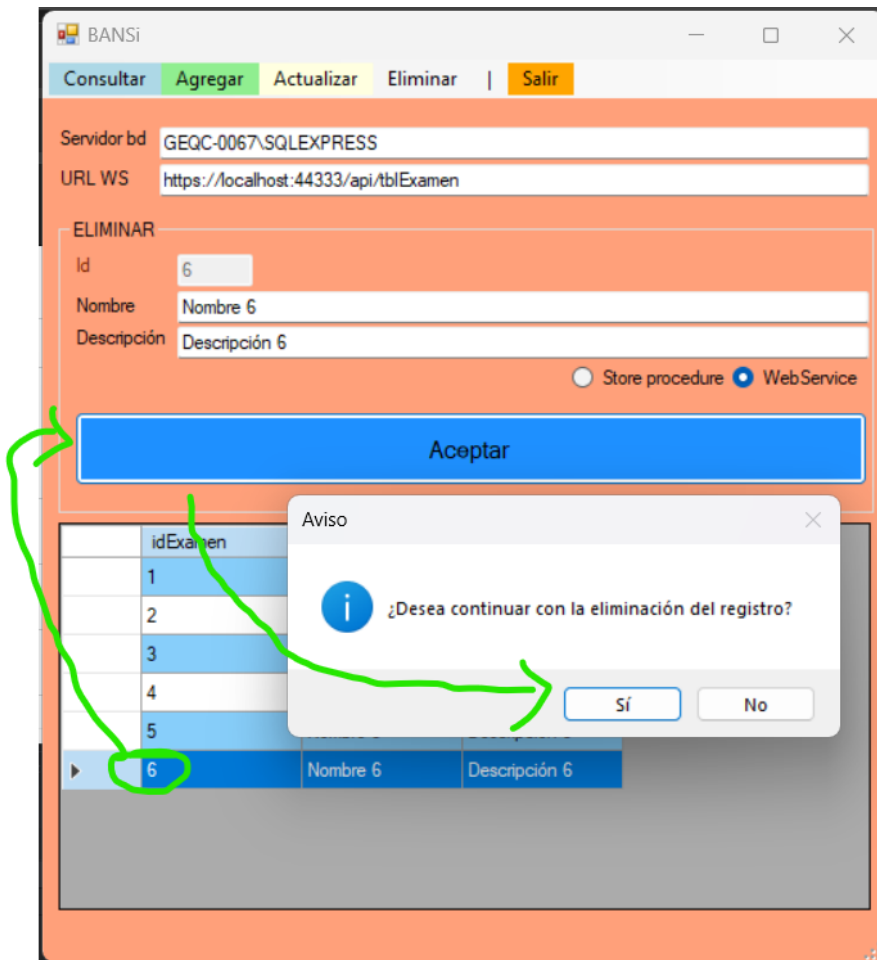 BANSi
Consultar Agregar Actualizar Eliminar | Salir
Servidor bd GEQC-0067\SQLEXPRESS
URL WS https://localhost:44333/api/tblExamen
ELIMINAR
Id 6
Nombre Nombre 6
Descripción Descripción 6
Store procedure WebService
Aceptar
Aviso
¿Desea continuar con la eliminación del registro?
Sí No
idExamen
1
2
3
4
5
6 Nombre 6 Descripción 6